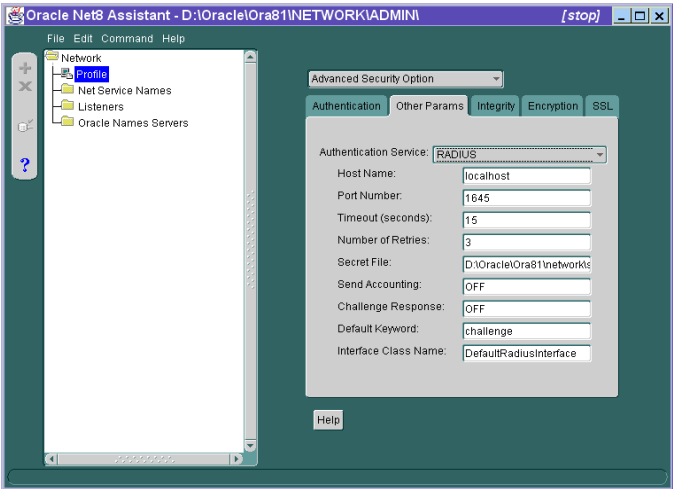 Oracle Net8 Assistant - D:\Oracle\Ora81\NETWORK\ADMIN\ [stop]
File Edit Command Help
Network
Profile
Net Service Names
Listeners
Oracle Names Servers
?
Advanced Security Option
Authentication Other Params Integrity Encryption SSL
Authentication Service: RADIUS
Host Name: localhost
Port Number: 1645
Timeout (seconds): 15
Number of Retries: 3
Secret File: D:\Oracle\Ora81\network\s
Send Accounting: OFF
Challenge Response: OFF
Default Keyword: challenge
Interface Class Name: DefaultRadiusInterface
Help